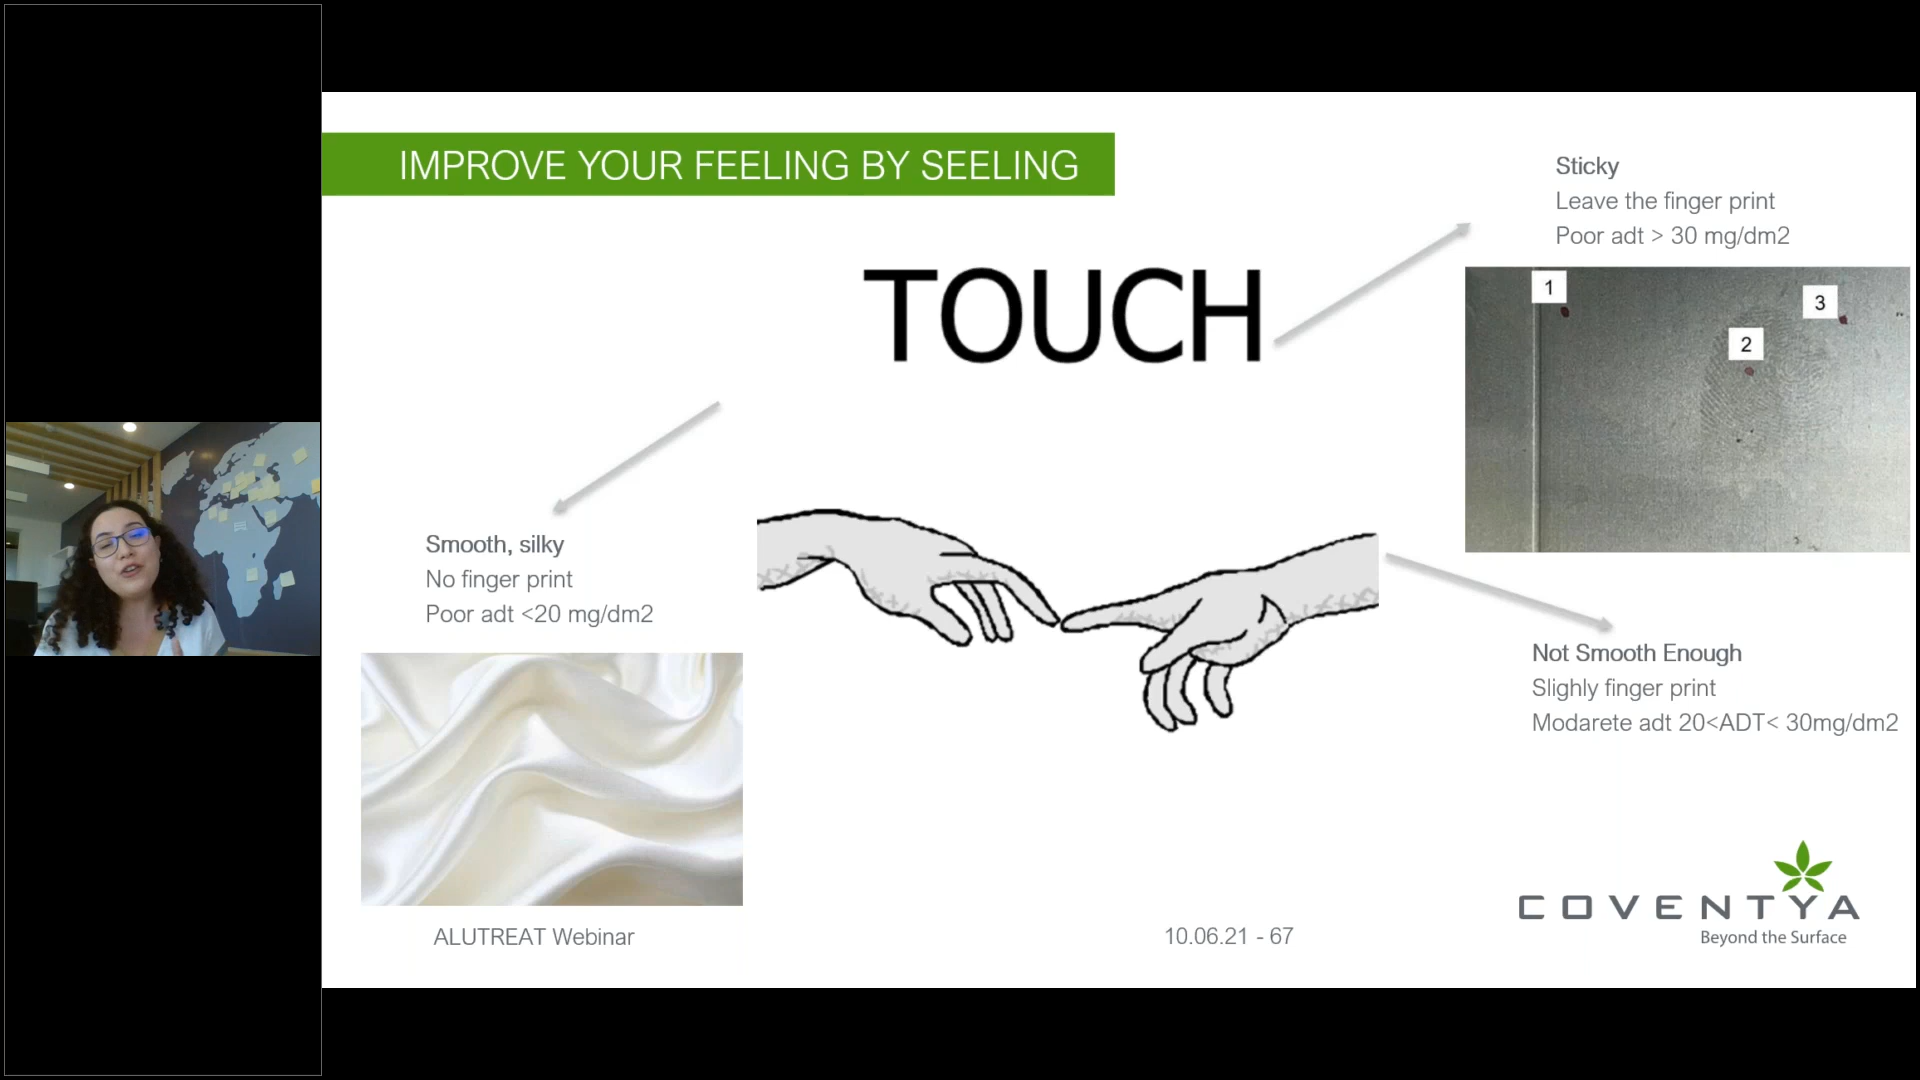 IMPROVE YOUR FEELING BY SEELING
Sticky
Leave the finger print
Poor adt > 30 mg/dm2
TOUCH
1
3
2
Smooth, silky
No finger print
Poor adt <20 mg/dm2
Not Smooth Enough
Slighly finger print
Modarete adt 20<ADT< 30mg/dm2
COVENTYA
Beyond the Surface
ALUTREAT Webinar
10.06.21 - 67